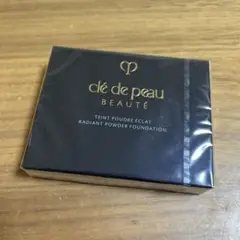 clé de peau
BEAUTÉ
TEINT POUDRE ÉCLAT
RADIANT POWDER FOUNDATION